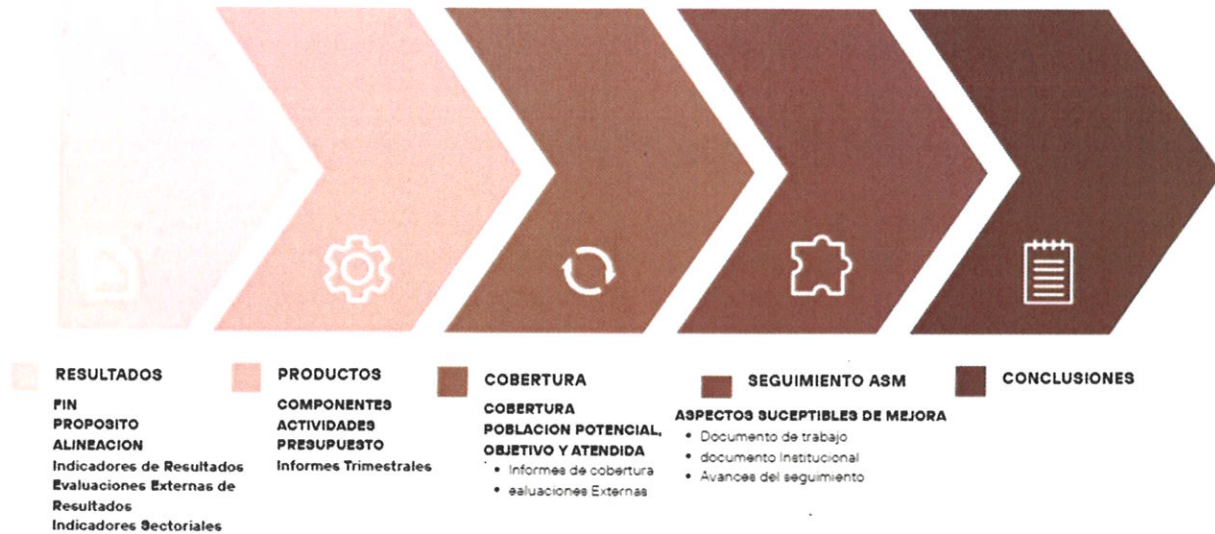 RESULTADOS
FIN
PROPOSITO
ALINEACION
Indicadores de Resultados
Evaluaciones Externas de
Resultados
Indicadores Sectoriales
PRODUCTOS
COMPONENTES
ACTIVIDADES
PRESUPUESTO
Informes Trimestrales
COBERTURA
COBERTURA
POBLACION POTENCIAL,
OBJETIVO Y ATENDIDA
• Informes de cobertura
• ealuaciones Externas
SEGUIMIENTO ASM
ASPECTOS SUCEPTIBLES DE MEJORA
• Documento de trabajo
• documento Institucional
• Avances del seguimiento
CONCLUSIONES